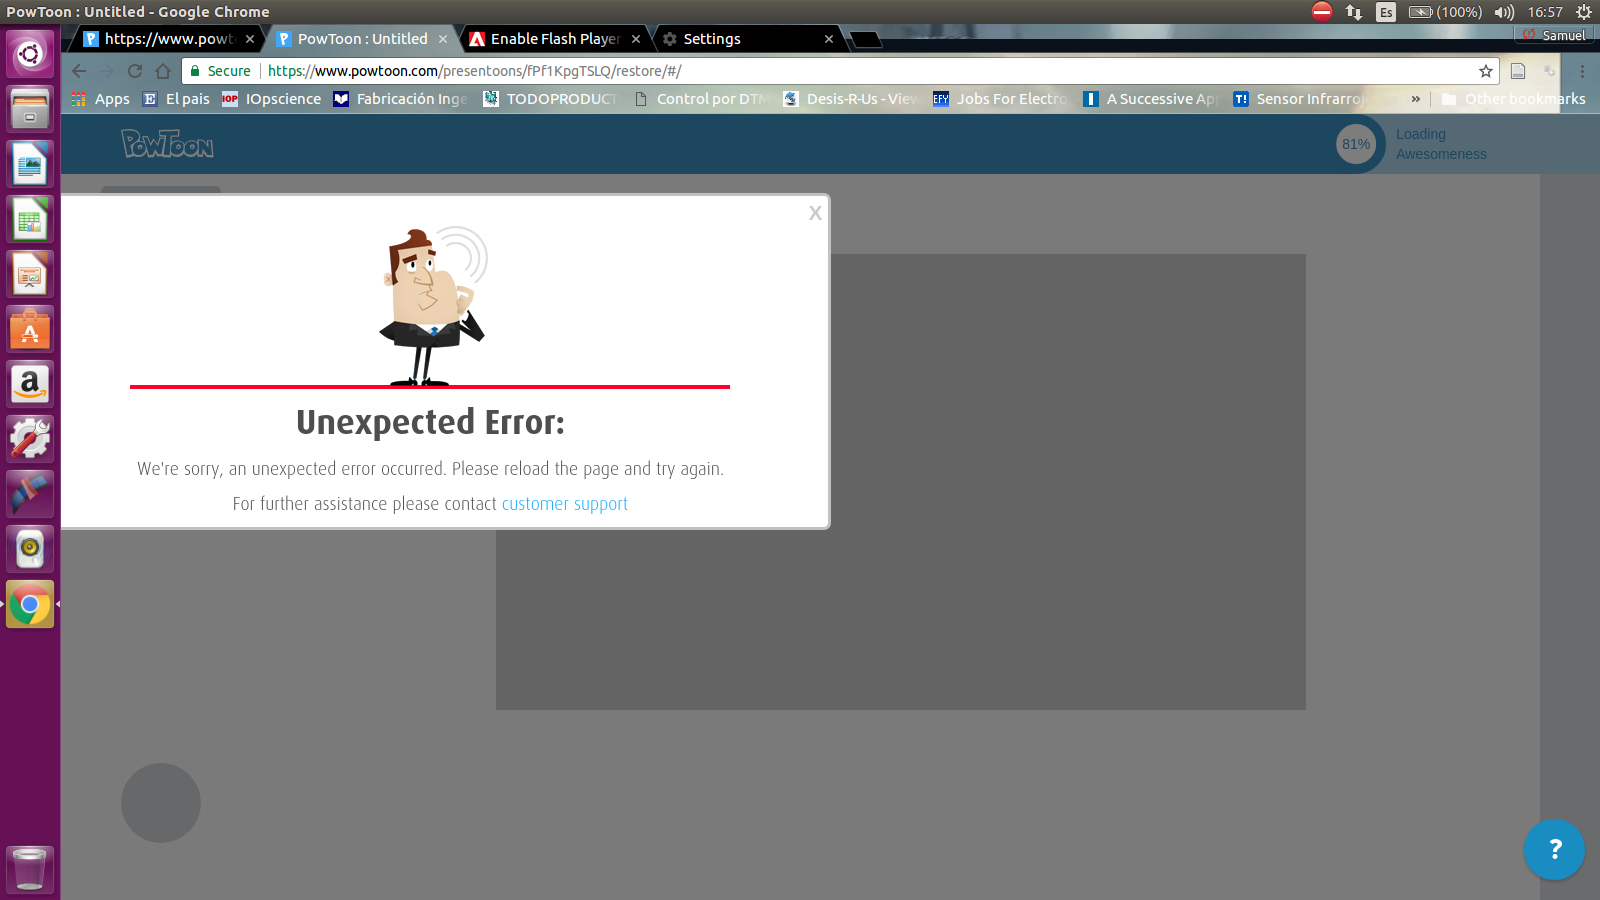 PowToon : Untitled - Google Chrome
Es (100%) 16:57
https://www.powt × PowToon : Untitled × Enable Flash Player × Settings × Samuel
Secure https://www.powtoon.com/presentoons/fPf1KpgTSLQ/restore/#/
Apps El pais IOP IOpscience Fabricación Inge TODOPRODUCT Control por DTM Desis-R-Us - View EFY Jobs For Electro A Successive Ap T! Sensor Infrarroj » Other bookmarks
PowToon
81% Loading
Awesomeness
X
Unexpected Error:
We're sorry, an unexpected error occurred. Please reload the page and try again.
For further assistance please contact customer support
?